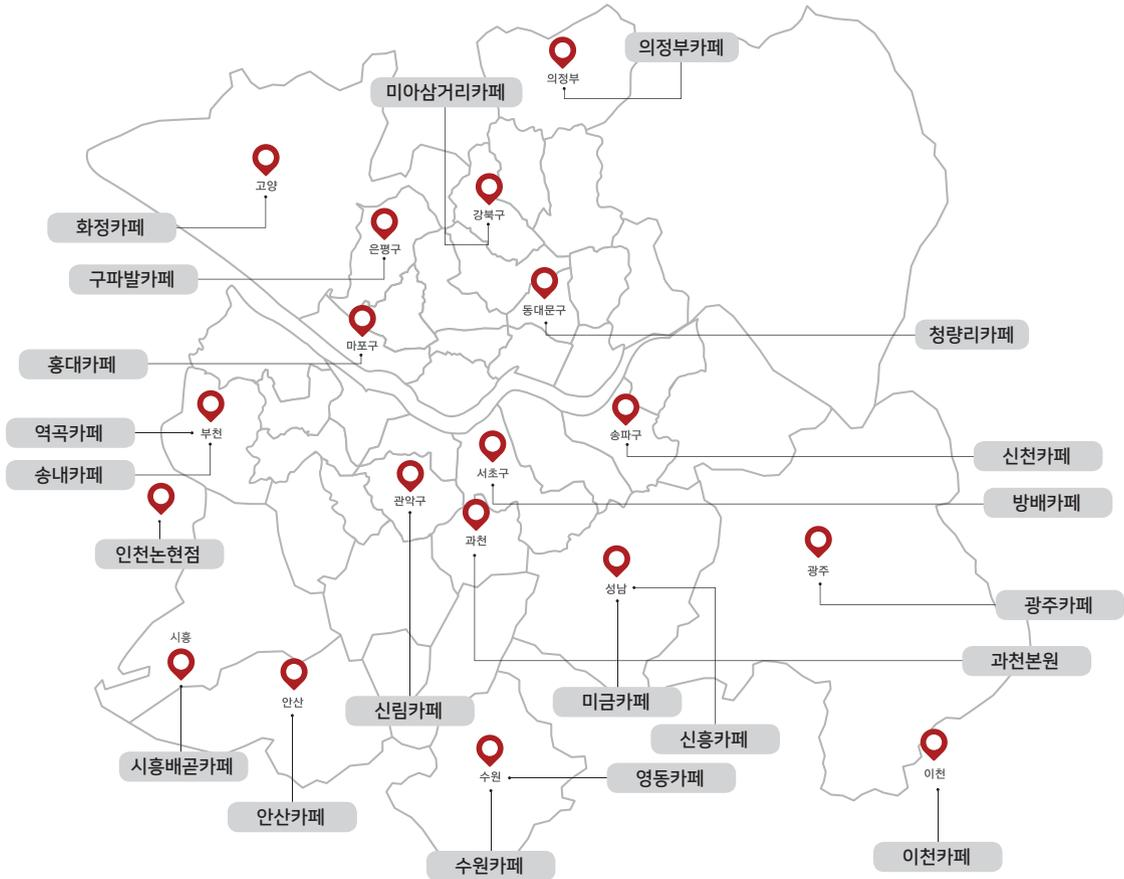 의정부카페
의정부
미아삼거리카페
고양
강북구
화정카페
은평구
구파발카페
동대문구
마포구
청량리카페
홍대카페
역곡카페
부천
송파구
신천카페
송내카페
서초구
관악구
방배카페
과천
인천논현점
성남
광주
광주카페
시흥
과천본원
안산
신림카페
미금카페
신흥카페
시흥배곧카페
수원
영동카페
이천
안산카페
수원카페
이천카페